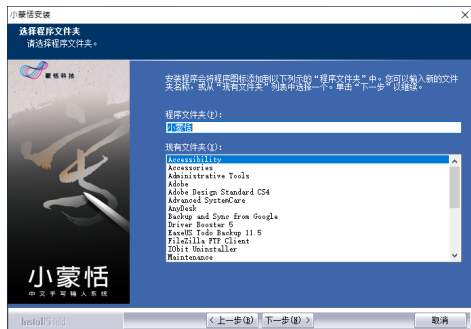 小蒙恬安装
选择程序文件夹
请选择程序文件夹。
蒙恬科技
安装程序会将程序图标添加到以下列示的“程序文件夹”中。您可以输入新的文件
夹名称，或从“现有文件夹”列表中选择一个。单击“下一步”以继续。
程序文件夹(P):
小蒙恬
现有文件夹(X):
Accessibility
Accessories
Administrative Tools
Adobe
Adobe Design Standard CS4
Advanced SystemCare
AnyDesk
Backup and Sync from Google
Driver Booster 5
EaseUS Todo Backup 11.5
FileZilla FTP Client
IObit Uninstaller
Maintenance
小蒙恬
中文手写输入系统
InstallShield
< 上一步(B)
下一步(N) >
取消